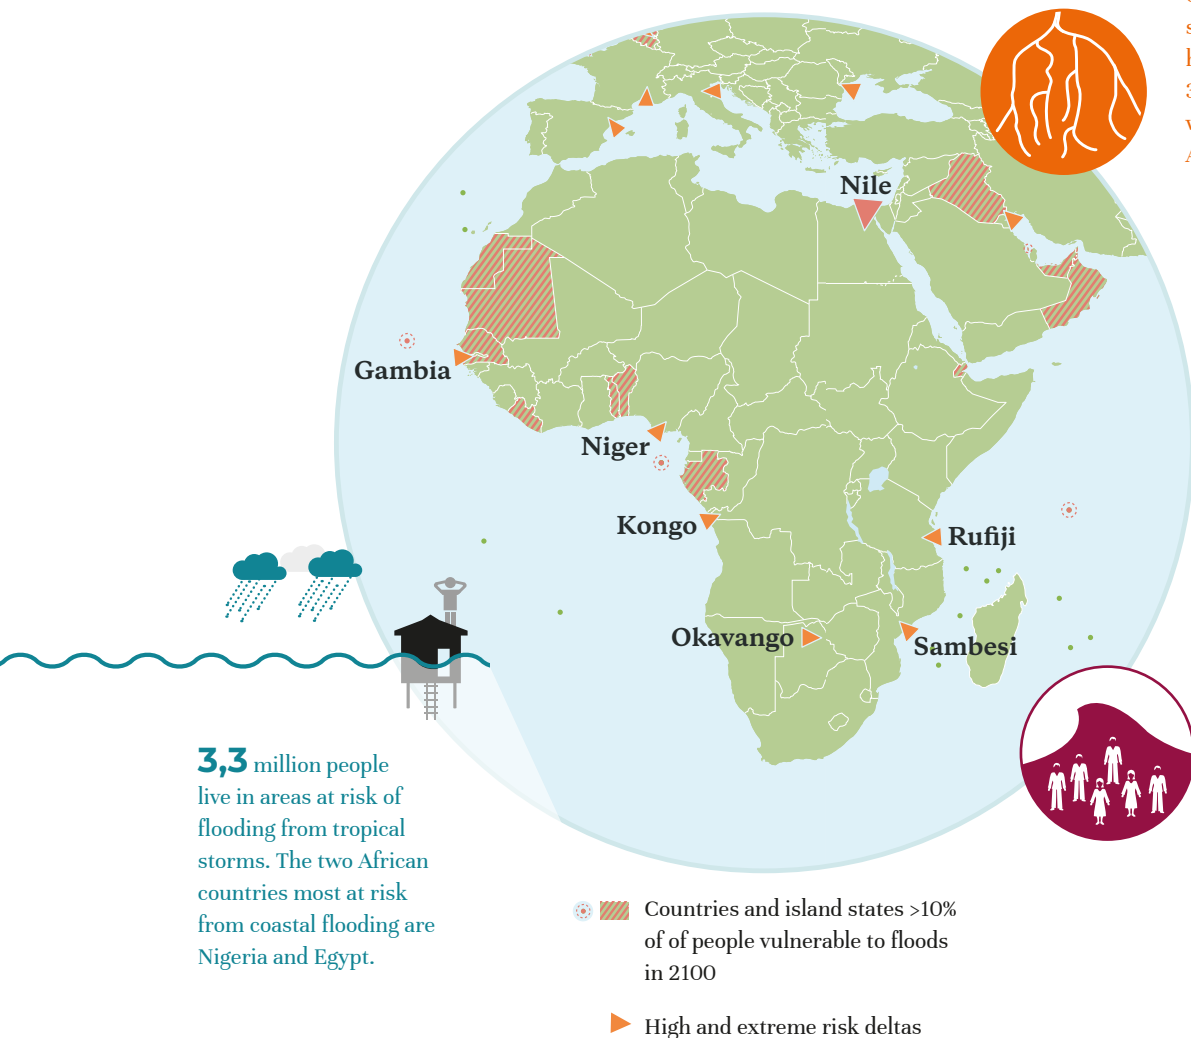 Nile
Gambia
Niger
Kongo
Rufiji
Okavango
Sambesi
3,3 million people
live in areas at risk of
flooding from tropical
storms. The two African
countries most at risk
from coastal flooding are
Nigeria and Egypt.
Countries and island states >10%
of of people vulnerable to floods
in 2100
High and extreme risk deltas